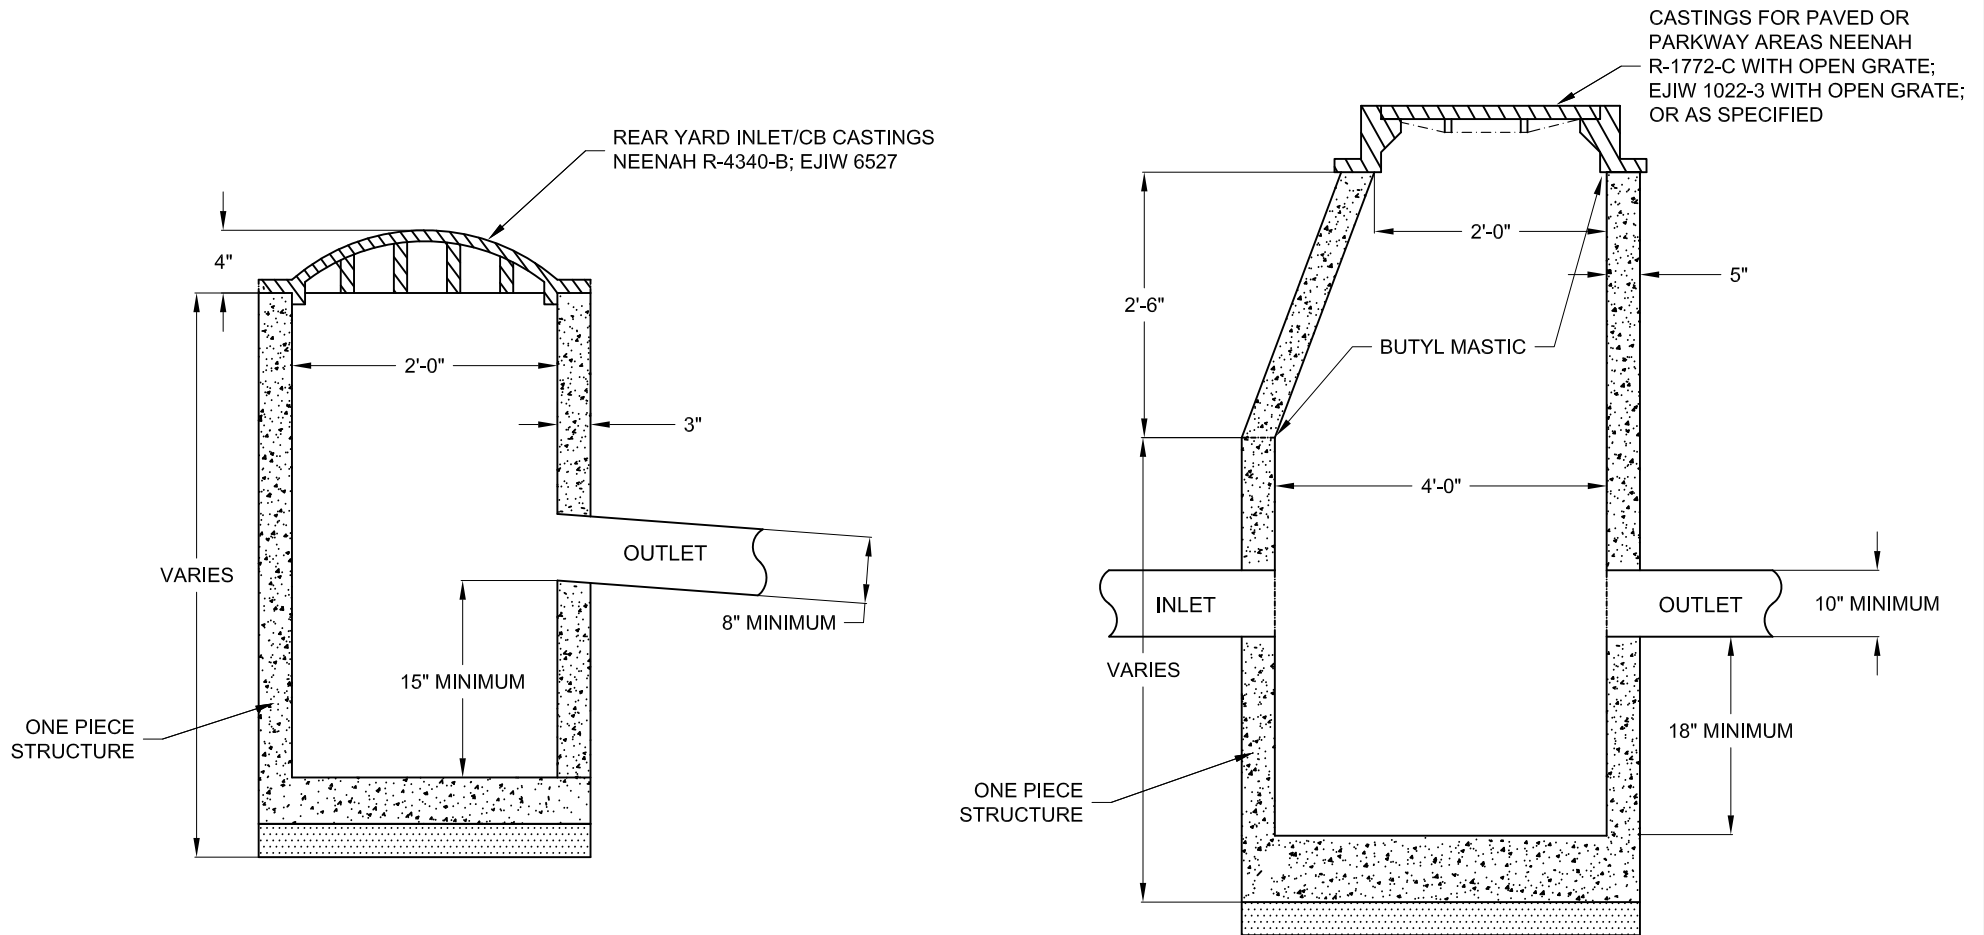 REAR YARD INLET/CB CASTINGS
NEENAH R-4340-B; EJIW 6527
4"
2'-0"
3"
OUTLET
VARIES
8" MINIMUM
15" MINIMUM
ONE PIECE
STRUCTURE
CASTINGS FOR PAVED OR
PARKWAY AREAS NEENAH
R-1772-C WITH OPEN GRATE;
EJIW 1022-3 WITH OPEN GRATE;
OR AS SPECIFIED
2'-0"
5"
2'-6"
BUTYL MASTIC
4'-0"
INLET
OUTLET
10" MINIMUM
VARIES
18" MINIMUM
ONE PIECE
STRUCTURE